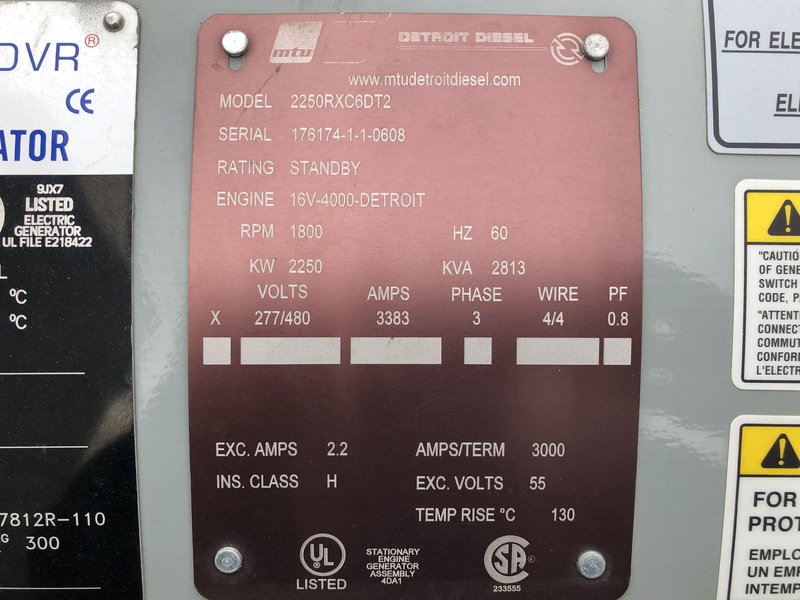 DVR®
CE
ATOR
9JX7
LISTED
ELECTRIC
GENERATOR
UL FILE E218422
L
°C
°C
7812R-110
G 300
mtu DETROIT DIESEL
www.mtudetroitdiesel.com
MODEL 2250RXC6DT2
SERIAL 176174-1-1-0608
RATING STANDBY
ENGINE 16V-4000-DETROIT
RPM 1800 HZ 60
KW 2250 KVA 2813
VOLTS AMPS PHASE WIRE PF
X 277/480 3383 3 4/4 0.8
EXC. AMPS 2.2 AMPS/TERM 3000
INS. CLASS H EXC. VOLTS 55
TEMP RISE °C 130
UL
LISTED
STATIONARY
ENGINE
GENERATOR
ASSEMBLY
4DA1
SA
233555
FOR ELE
EL
"CAUTIO
OF GENE
SWITCH
CODE, P
"ATTENT
CONNECT
COMMUT
CONFORM
L'ELECTR
FOR
PROT
EMPLO
UN EMP
INTEMP